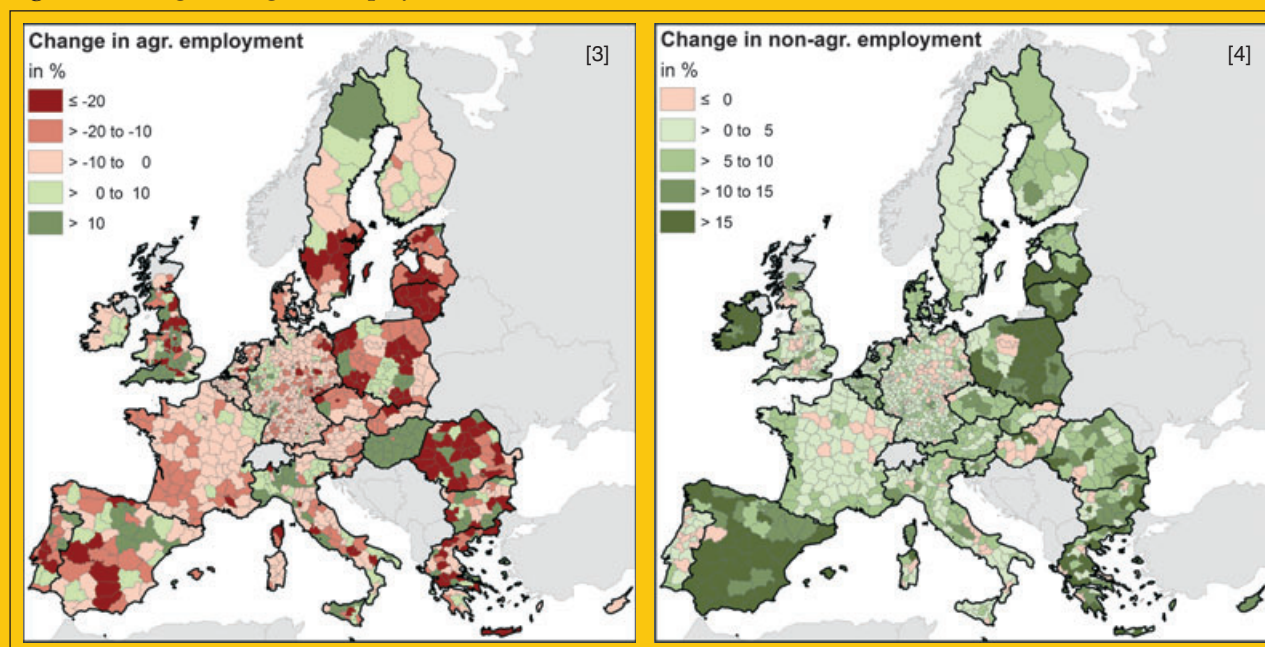 Change in agr. employment
[3]
in %
≤ -20
> -20 to -10
> -10 to 0
> 0 to 10
> 10
Change in non-agr. employment
[4]
in %
≤ 0
> 0 to 5
> 5 to 10
> 10 to 15
> 15